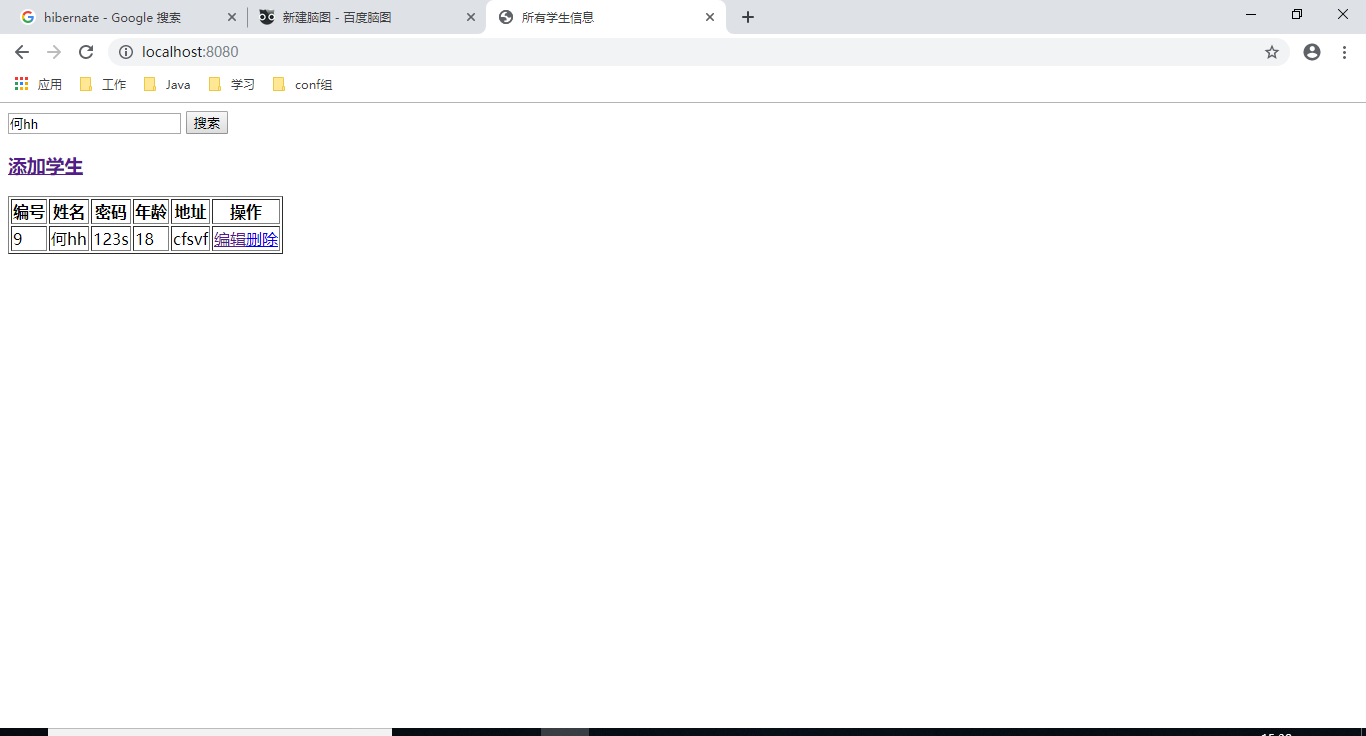 hibernate - Google 搜索 新建脑图 - 百度脑图 所有学生信息
localhost:8080
应用 工作 Java 学习 conf组
何hh 搜索
添加学生
编号 姓名 密码 年龄 地址 操作
9 何hh 123s 18 cfsvf 编辑删除